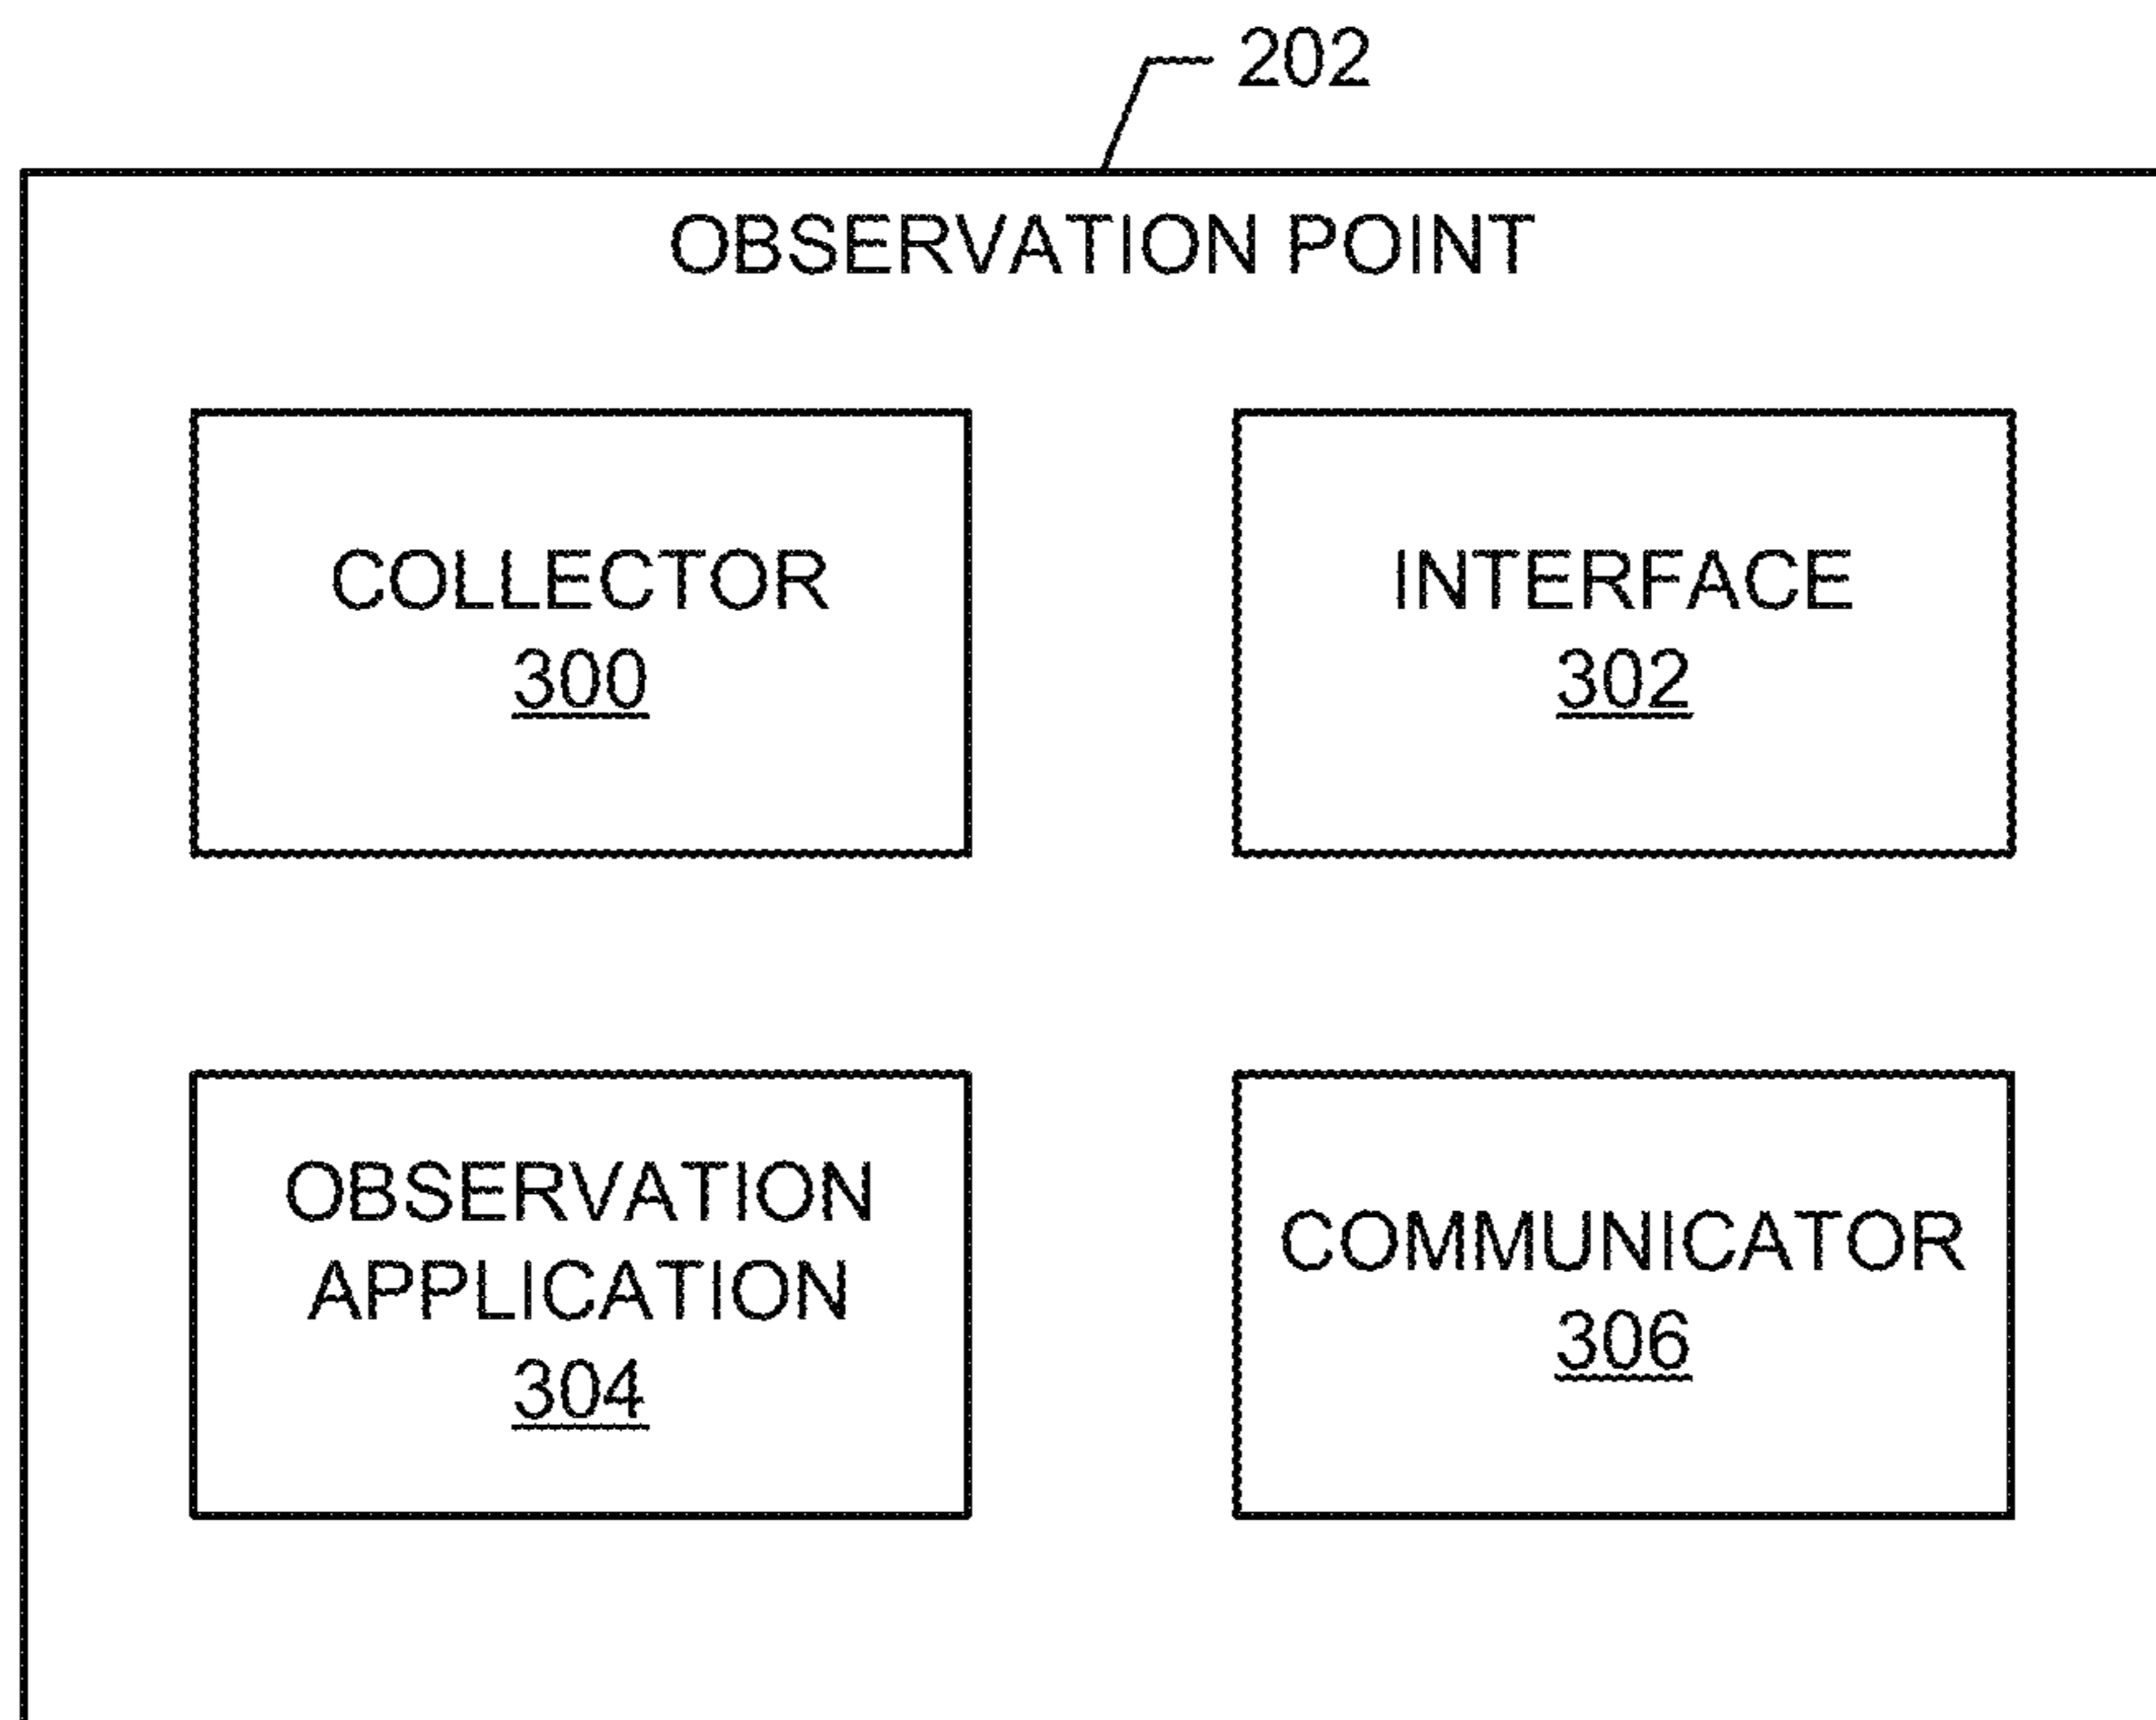 202
OBSERVATION POINT
COLLECTOR
300
INTERFACE
302
OBSERVATION
APPLICATION
304
COMMUNICATOR
306